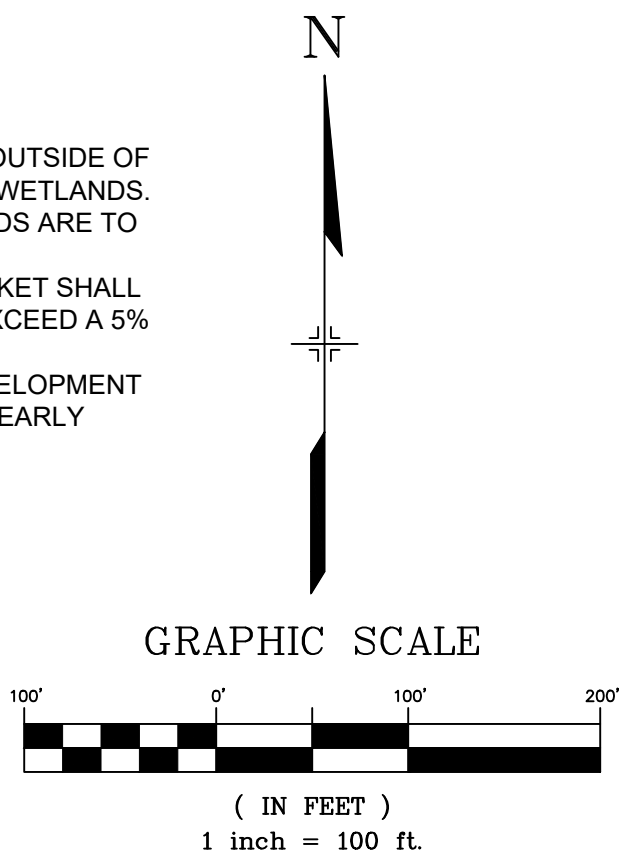 N
OUTSIDE OF
WETLANDS.
DS ARE TO
KET SHALL
XCEED A 5%
ELOPMENT
EARLY
GRAPHIC SCALE
100' 0' 100' 200'
( IN FEET )
1 inch = 100 ft.